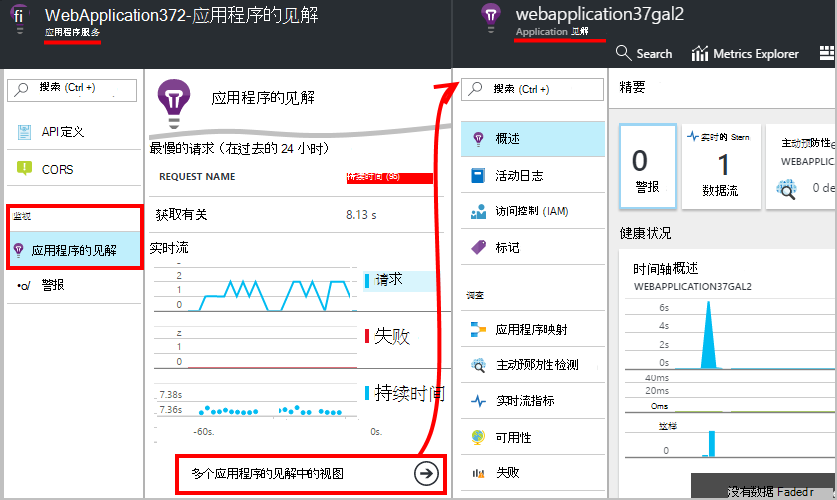 WebApplication372-应用程序的见解
应用程序服务
搜索 (Ctrl +)
API定义
CORS
监视
应用程序的见解
警报
应用程序的见解
最慢的请求（在过去的 24 小时）
REQUEST NAME
持续时间 (95)
获取有关
8.13 s
实时流
2
1
0
请求
z
1
0
失败
7.38s
7.36s
持续时间
-60s.
0s.
多个应用程序的见解中的视图
webapplication37gal2
Application 见解
Search
Metrics Explorer
搜索 (Ctrl +)
概述
活动日志
访问控制 (IAM)
标记
调查
应用程序映射
主动预防性检测
实时流指标
可用性
失败
精要
0
警报
实时的 Stern
1
数据流
主动预防性
WEBAPPLIC
0 de
健康状况
时间轴概述
WEBAPPLICATION37GAL2
6s
4s
2s
0s
40ms
20ms
0ms
这样
0
没有数据 Faded r